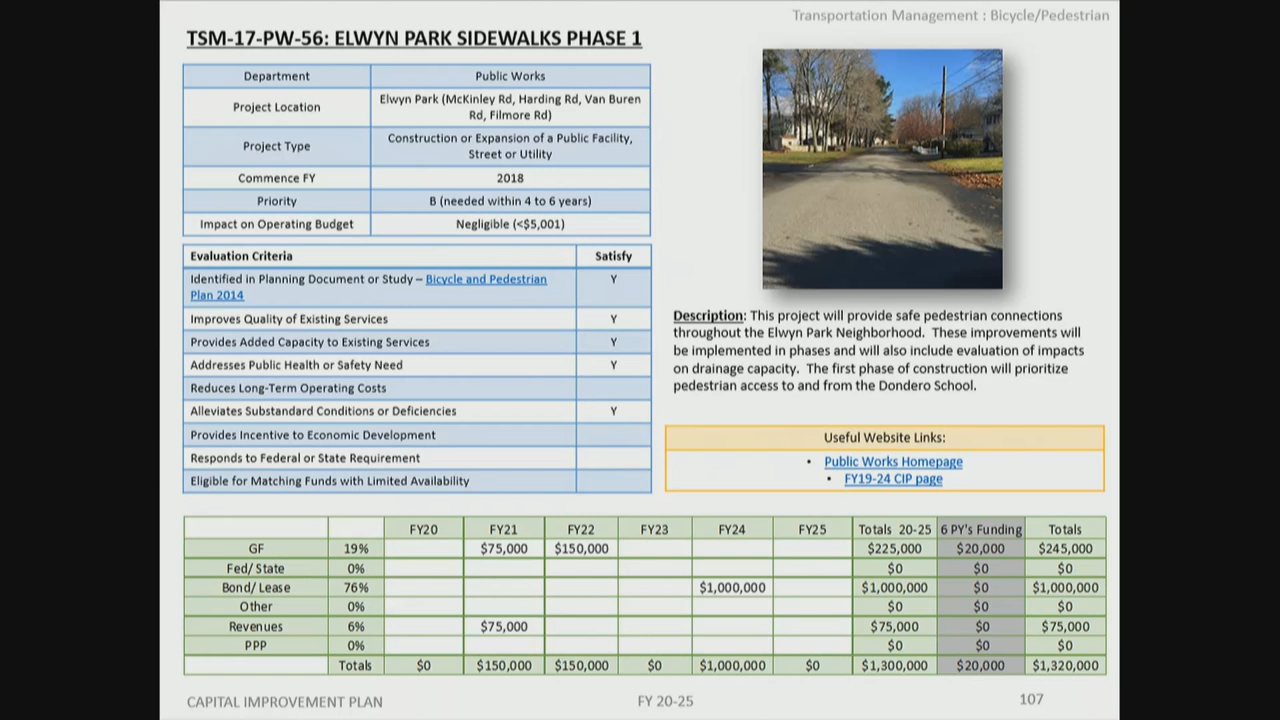 Transportation Management : Bicycle/Pedestrian
TSM-17-PW-56: ELWYN PARK SIDEWALKS PHASE 1
Department Public Works
Project Location Elwyn Park (McKinley Rd, Harding Rd, Van Buren
Rd, Filmore Rd)
Project Type Construction or Expansion of a Public Facility,
Street or Utility
Commence FY 2018
Priority B (needed within 4 to 6 years)
Impact on Operating Budget Negligible (<$5,001)
Evaluation Criteria Satisfy
Identified in Planning Document or Study – Bicycle and Pedestrian Y
Plan 2014
Improves Quality of Existing Services Y
Provides Added Capacity to Existing Services Y
Addresses Public Health or Safety Need Y
Reduces Long-Term Operating Costs
Alleviates Substandard Conditions or Deficiencies Y
Provides Incentive to Economic Development
Responds to Federal or State Requirement
Eligible for Matching Funds with Limited Availability
Description: This project will provide safe pedestrian connections
throughout the Elwyn Park Neighborhood. These improvements will
be implemented in phases and will also include evaluation of impacts
on drainage capacity. The first phase of construction will prioritize
pedestrian access to and from the Dondero School.
Useful Website Links:
• Public Works Homepage
• FY19-24 CIP page
FY20 FY21 FY22 FY23 FY24 FY25 Totals 20-25 6 PY's Funding Totals
GF 19% $75,000 $150,000 $225,000 $20,000 $245,000
Fed/ State 0% $0 $0 $0
Bond/ Lease 76% $1,000,000 $1,000,000 $0 $1,000,000
Other 0% $0 $0 $0
Revenues 6% $75,000 $75,000 $0 $75,000
PPP 0% $0 $0 $0
Totals $0 $150,000 $150,000 $0 $1,000,000 $0 $1,300,000 $20,000 $1,320,000
CAPITAL IMPROVEMENT PLAN FY 20-25 107